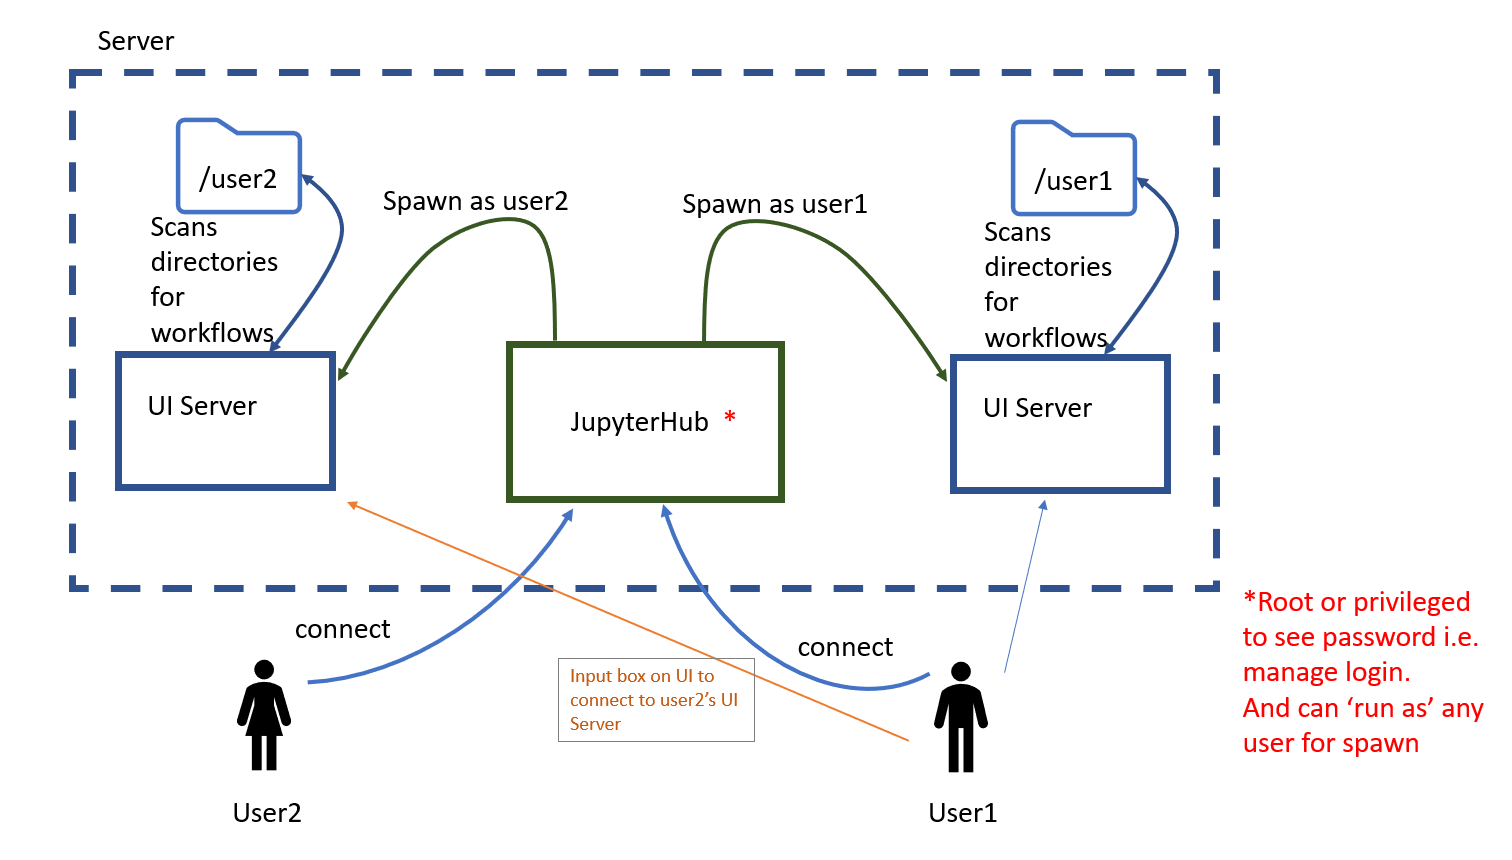 Server
/user2
/user1
Spawn as user2
Spawn as user1
Scans
directories
for
workflows
Scans
directories
for
workflows
UI Server
JupyterHub *
UI Server
connect
connect
Input box on UI to
connect to user2’s UI
Server
*Root or privileged
to see password i.e.
manage login.
And can ‘run as’ any
user for spawn
User2
User1